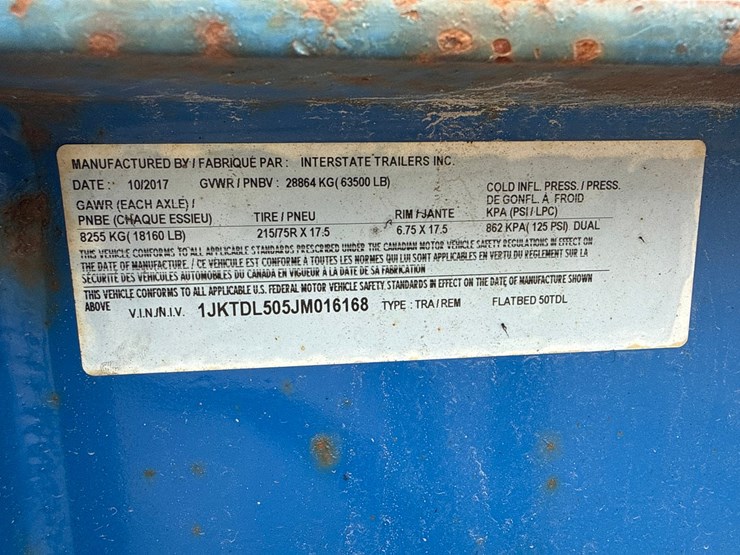 MANUFACTURED BY / FABRIQUE PAR : INTERSTATE TRAILERS INC.
DATE : 10/2017 GVWR / PNBV : 28864 KG( 63500 LB)
GAWR (EACH AXLE) / COLD INFL. PRESS. / PRESS.
PNBE (CHAQUE ESSIEU) TIRE / PNEU RIM / JANTE DE GONFL. A FROID
8255 KG( 18160 LB) 215/75R X 17.5 6.75 X 17.5 KPA (PSI / LPC)
862 KPA( 125 PSI) DUAL
THIS VEHICLE CONFORMS TO ALL APPLICABLE STANDARDS PRESCRIBED UNDER THE CANADIAN MOTOR VEHICLE SAFETY REGULATIONS IN EFFECT ON
THE DATE OF MANUFACTURE. / CE VEHICULE EST CONFORME A TOUTES LES NORMES QUI LUI SONT APPLICABLES EN VERTU DU REGLEMENT SUR LA
SECURITE DES VEHICULES AUTOMOBILES DU CANADA EN VIGUEUR A LA DATE DE SA FABRICATION
THIS VEHICLE CONFORMS TO ALL APPLICABLE U.S. FEDERAL MOTOR VEHICLE SAFETY STANDARDS IN EFFECT ON THE DATE OF MANUFACTURE SHOWN
ABOVE V.I.N./N.I.V. 1JKTDL505JM016168 TYPE : TRA / REM FLATBED 50TDL